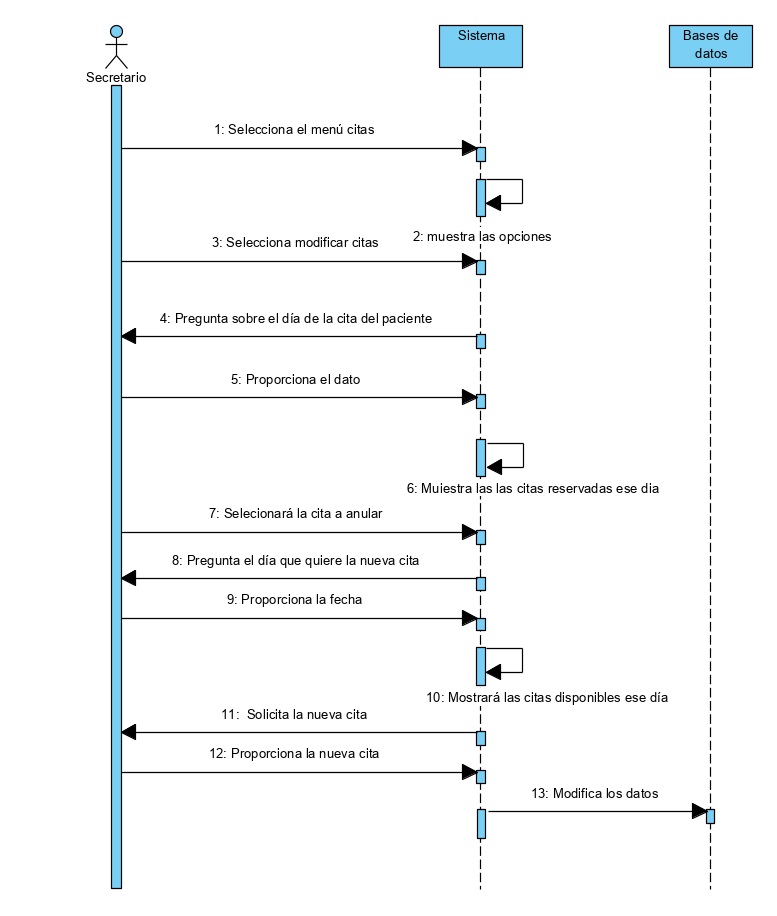 Secretario
Sistema
Bases de
datos
1: Selecciona el menú citas
2: muestra las opciones
3: Selecciona modificar citas
4: Pregunta sobre el día de la cita del paciente
5: Proporciona el dato
6: Muiestra las las citas reservadas ese dia
7: Selecionará la cita a anular
8: Pregunta el día que quiere la nueva cita
9: Proporciona la fecha
10: Mostrará las citas disponibles ese día
11:  Solicita la nueva cita
12: Proporciona la nueva cita
13: Modifica los datos